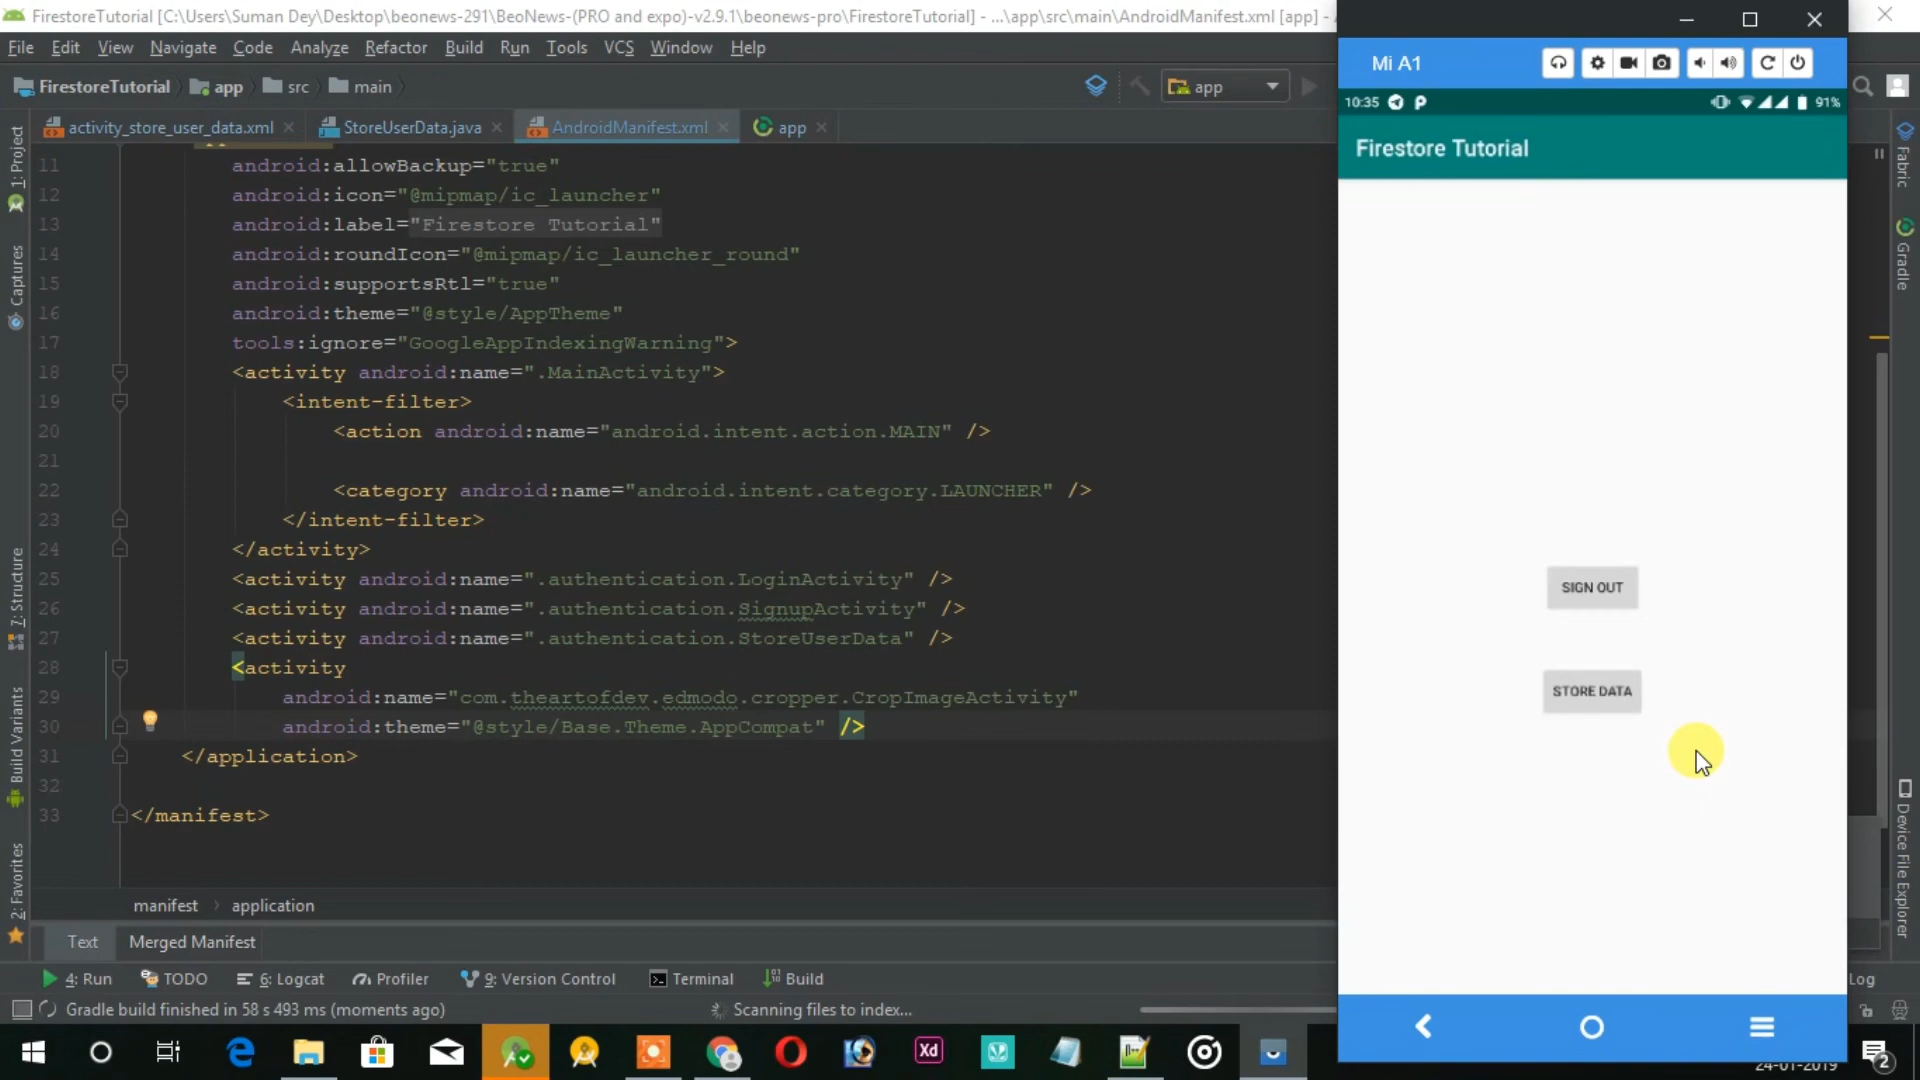 FirestoreTutorial [C:\Users\Suman Dey\Desktop\beonews-291\BeoNews-(PRO and expo)-v2.9.1\beonews-pro\FirestoreTutorial] - ...\app\src\main\AndroidManifest.xml [app] -
File Edit View Navigate Code Analyze Refactor Build Run Tools VCS Window Help
FirestoreTutorial app src main app
activity_store_user_data.xml StoreUserData.java AndroidManifest.xml app
11 android:allowBackup="true"
12 android:icon="@mipmap/ic_launcher"
13 android:label="Firestore Tutorial"
14 android:roundIcon="@mipmap/ic_launcher_round"
15 android:supportsRtl="true"
16 android:theme="@style/AppTheme"
17 tools:ignore="GoogleAppIndexingWarning">
18 <activity android:name=".MainActivity">
19 <intent-filter>
20 <action android:name="android.intent.action.MAIN" />
21
22 <category android:name="android.intent.category.LAUNCHER" />
23 </intent-filter>
24 </activity>
25 <activity android:name=".authentication.LoginActivity" />
26 <activity android:name=".authentication.SignupActivity" />
27 <activity android:name=".authentication.StoreUserData" />
28 <activity
29 android:name="com.theartofdev.edmodo.cropper.CropImageActivity"
30 android:theme="@style/Base.Theme.AppCompat" />
31 </application>
32
33 </manifest>
manifest application
Text Merged Manifest
4: Run TODO 6: Logcat Profiler 9: Version Control Terminal Build
Gradle build finished in 58 s 493 ms (moments ago) Scanning files to index...
1: Project
Captures
7: Structure
Build Variants
2: Favorites
Mi A1
10:35 91%
Firestore Tutorial
SIGN OUT
STORE DATA
Fabric
Gradle
Device File Explorer
Log
Xd
24-01-2019
2